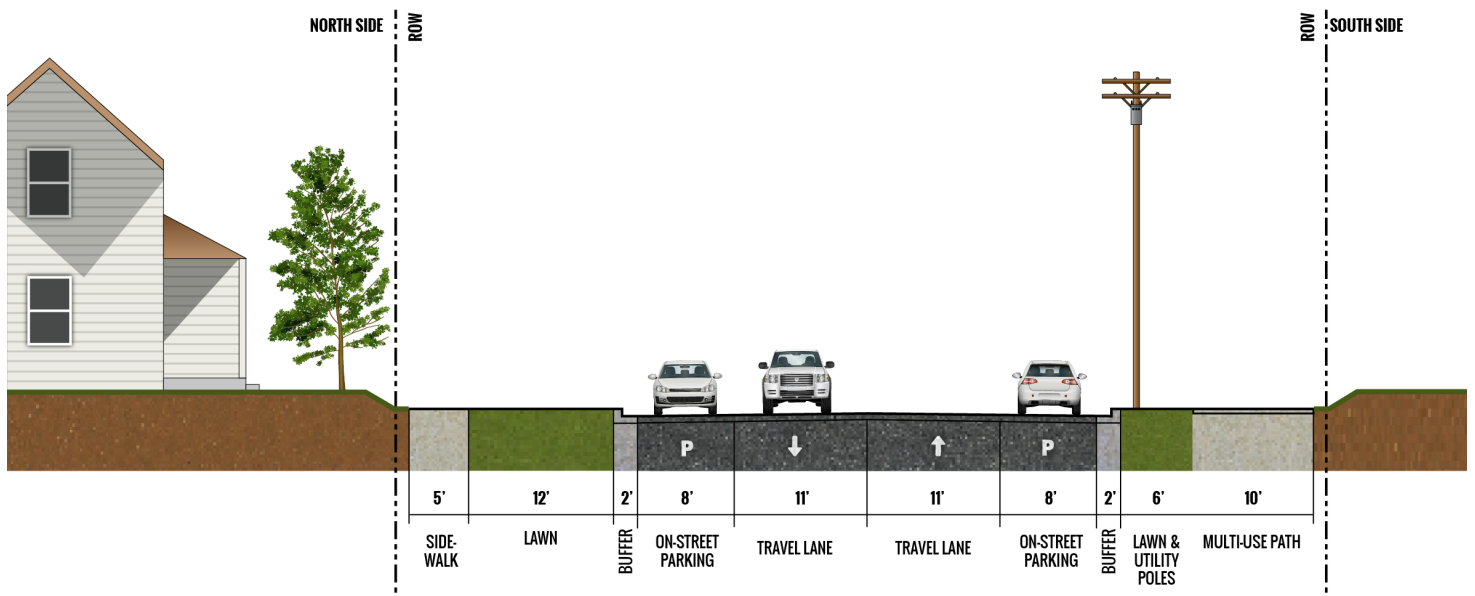 NORTH SIDE
ROW
ROW
SOUTH SIDE
P
P
5' 12' 2' 8' 11' 11' 8' 2' 6' 10'
SIDE-
WALK
LAWN
BUFFER
ON-STREET
PARKING
TRAVEL LANE
TRAVEL LANE
ON-STREET
PARKING
BUFFER
LAWN &
UTILITY
POLES
MULTI-USE PATH